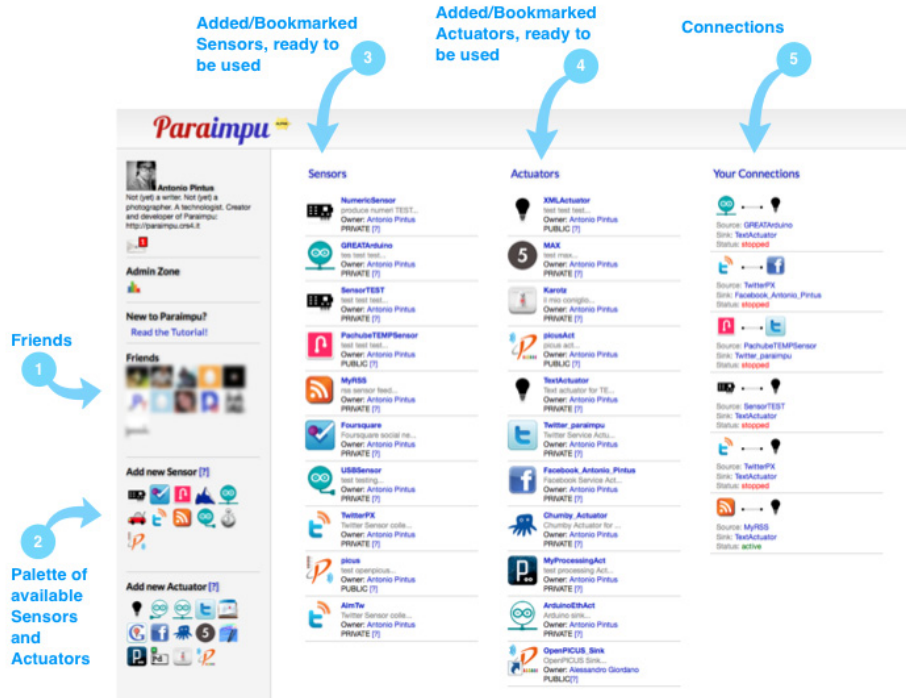 Added/Bookmarked
Sensors, ready to
be used
3
Added/Bookmarked
Actuators, ready to
be used
4
Connections
5
Paraimpu
Antonio Pintus
Not (yet) a writer. Not (yet) a
photographer. A technologist. Creator
and developer of Paraimpu:
http://paraimpu.crs4.it
1
Admin Zone
New to Paraimpu?
Read the Tutorial!
Friends
1
Friends
Add new Sensor [?]
2
Palette of
available
Sensors
and
Actuators
Add new Actuator [?]
5
Sensors
NumericSensor
produce numeri TEST...
Owner: Antonio Pintus
PRIVATE [?]
GREATArduino
tes test test...
Owner: Antonio Pintus
PRIVATE [?]
SensorTEST
test test test...
Owner: Antonio Pintus
PRIVATE [?]
PachubeTEMPSensor
test test test...
Owner: Antonio Pintus
PUBLIC [?]
MyRSS
rss sensor feed...
Owner: Antonio Pintus
PRIVATE [?]
Foursquare
Foursquare social ne...
Owner: Antonio Pintus
PRIVATE [?]
USBSensor
test testing...
Owner: Antonio Pintus
PRIVATE [?]
TwitterPX
Twitter Sensor colle...
Owner: Antonio Pintus
PRIVATE [?]
picus
test openpicus...
Owner: Antonio Pintus
PUBLIC [?]
AimTw
Twitter Sensor colle...
Owner: Antonio Pintus
PRIVATE [?]
Actuators
XMLActuator
test test test...
Owner: Antonio Pintus
PUBLIC [?]
5
MAX
test max...
Owner: Antonio Pintus
PRIVATE [?]
Karotz
il mio coniglio...
Owner: Antonio Pintus
PRIVATE [?]
picusAct
picus act...
Owner: Antonio Pintus
PRIVATE [?]
TextActuator
Text actuator for TE...
Owner: Antonio Pintus
PRIVATE [?]
Twitter_paraimpu
Twitter Service Actu...
Owner: Antonio Pintus
PRIVATE [?]
Facebook_Antonio_Pintus
Facebook Service Act...
Owner: Antonio Pintus
PRIVATE [?]
Chumby_Actuator
Chumby Actuator for ...
Owner: Antonio Pintus
PRIVATE [?]
MyProcessingAct
test processing Act...
Owner: Antonio Pintus
PRIVATE [?]
ArduinoEthAct
Arduino sink...
Owner: Antonio Pintus
PRIVATE [?]
OpenPICUS_Sink
OpenPICUS Sink...
Owner: Alessandro Giordano
PUBLIC[?]
Your Connections
Source: GREATArduino
Sink: TextActuator
Status: stopped
Source: TwitterPX
Sink: Facebook_Antonio_Pintus
Status: stopped
Source: PachubeTEMPSensor
Sink: Twitter_paraimpu
Status: stopped
Source: SensorTEST
Sink: TextActuator
Status: stopped
Source: TwitterPX
Sink: TextActuator
Status: stopped
Source: MyRSS
Sink: TextActuator
Status: active